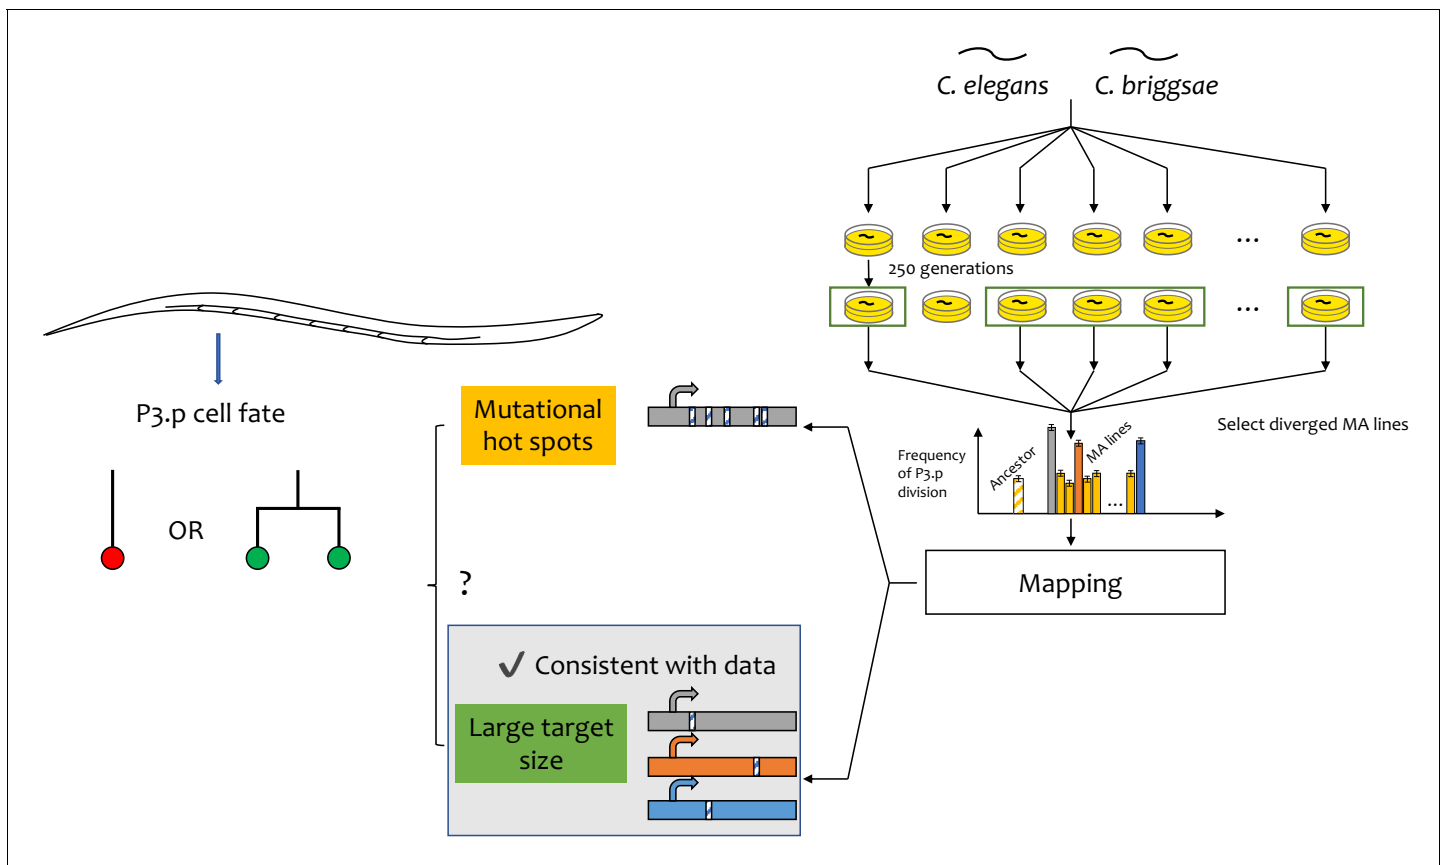 C. elegans
C. briggsae
...
250 generations
...
P3.p cell fate
OR
?
Mutational
hot spots
Select diverged MA lines
Frequency
of P3.p
division
Ancestor
MA lines
...
Mapping
✓ Consistent with data
Large target
size